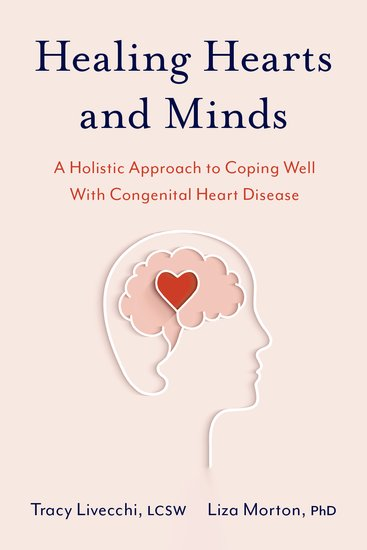 Healing Hearts
and Minds
A Holistic Approach to Coping Well
With Congenital Heart Disease
Tracy Livecchi, LCSW Liza Morton, PhD